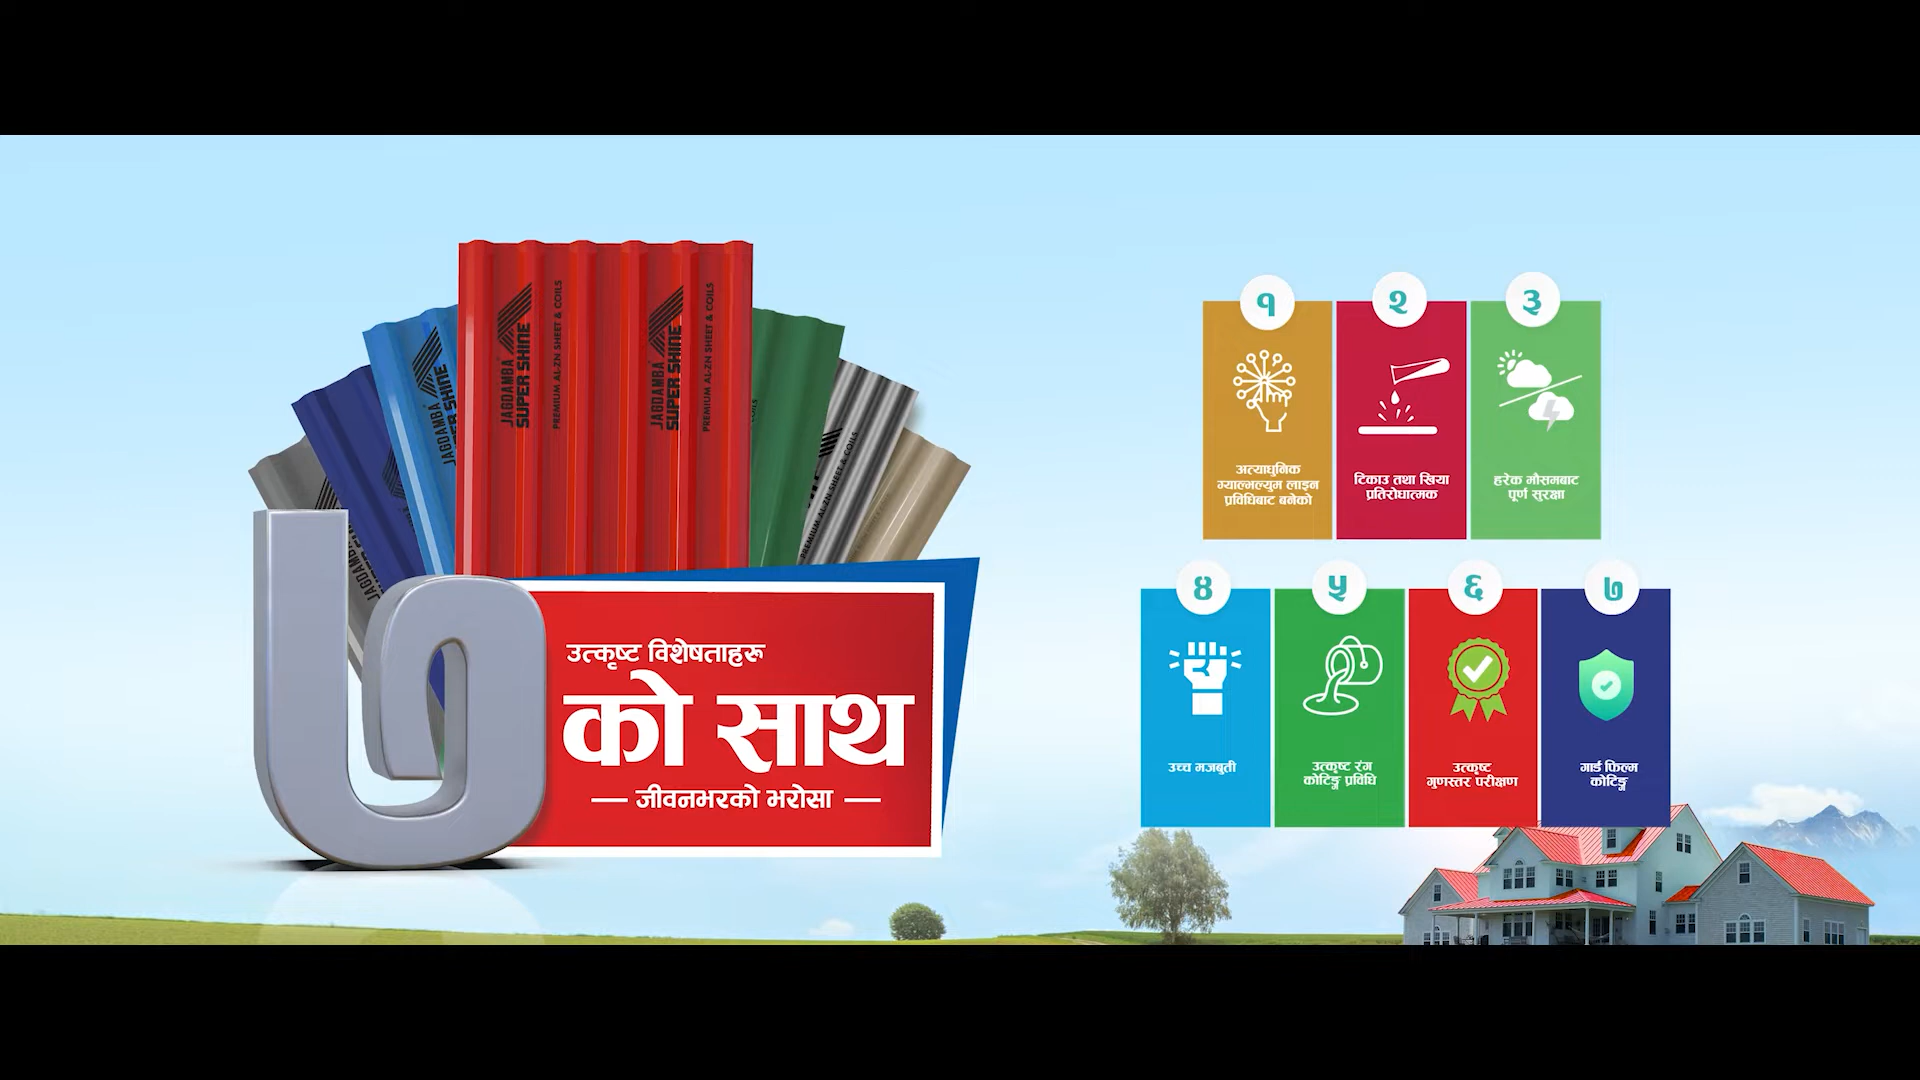 JAGDAMBA
SUPER SHINE
PREMIUM AL-ZN SHEET & COILS
JAGDAMBA
SUPER SHINE
PREMIUM AL-ZN SHEET & COILS
JAGDAMBA
७
उत्कृष्ट विशेषताहरू
को साथ
जीवनभरको भरोसा
१
अत्याधुनिक
ग्याल्भल्युम लाइन
प्रविधिबाट बनेको
२
टिकाउ तथा खिया
प्रतिरोधात्मक
३
हरेक मौसमबाट
पूर्ण सुरक्षा
४
उच्च मजबुती
५
उत्कृष्ट रंग
कोटिङ्ग प्रविधि
६
उत्कृष्ट
गुणस्तर परीक्षण
७
गार्ड फिल्म
कोटिङ्ग